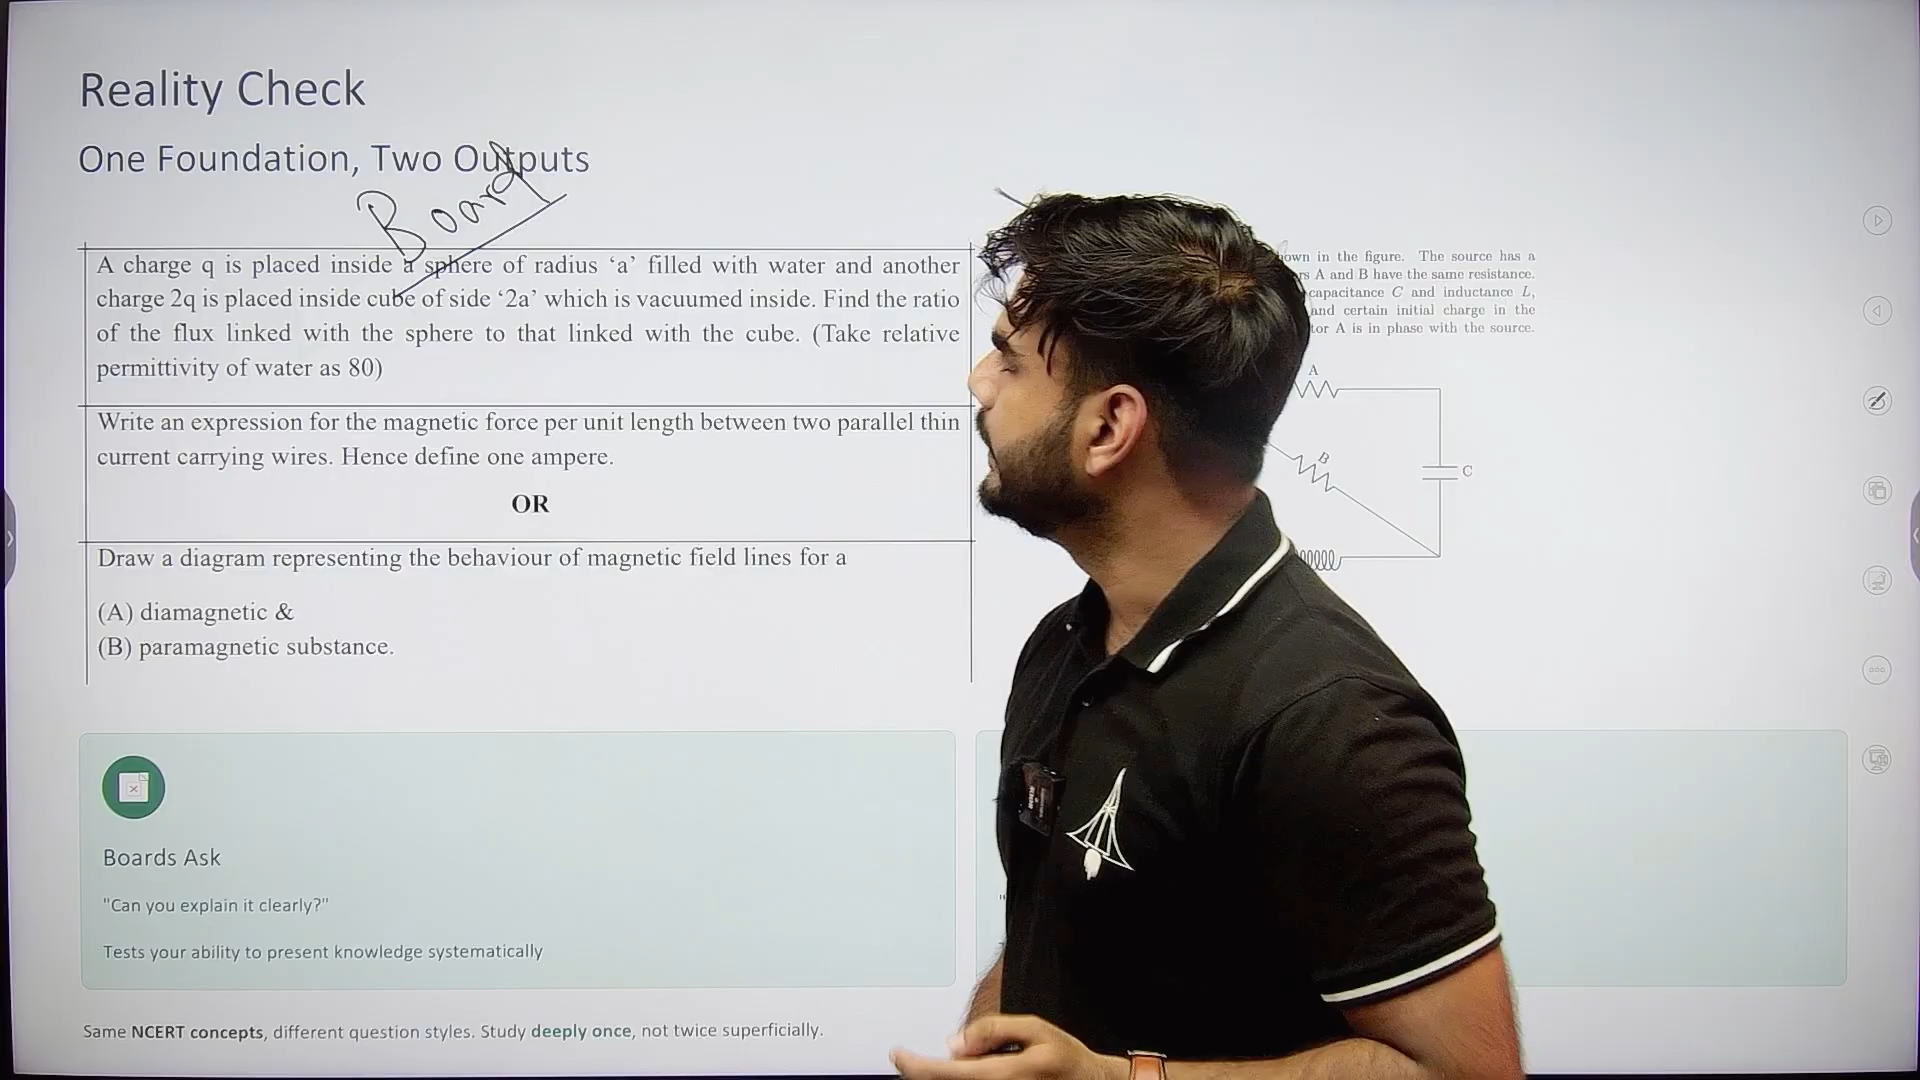 Reality Check
One Foundation, Two Outputs
Board
A charge q is placed inside a sphere of radius ‘a’ filled with water and another
charge 2q is placed inside cube of side ‘2a’ which is vacuumed inside. Find the ratio
of the flux linked with the sphere to that linked with the cube. (Take relative
permittivity of water as 80)
Write an expression for the magnetic force per unit length between two parallel thin
current carrying wires. Hence define one ampere.
OR
Draw a diagram representing the behaviour of magnetic field lines for a
(A) diamagnetic &
(B) paramagnetic substance.
in the figure. The source has a
A and B have the same resistance.
capacitance C and inductance L,
and certain initial charge in the
A is in phase with the source.
A
B
C
Boards Ask
"Can you explain it clearly?"
Tests your ability to present knowledge systematically
Same NCERT concepts, different question styles. Study deeply once, not twice superficially.